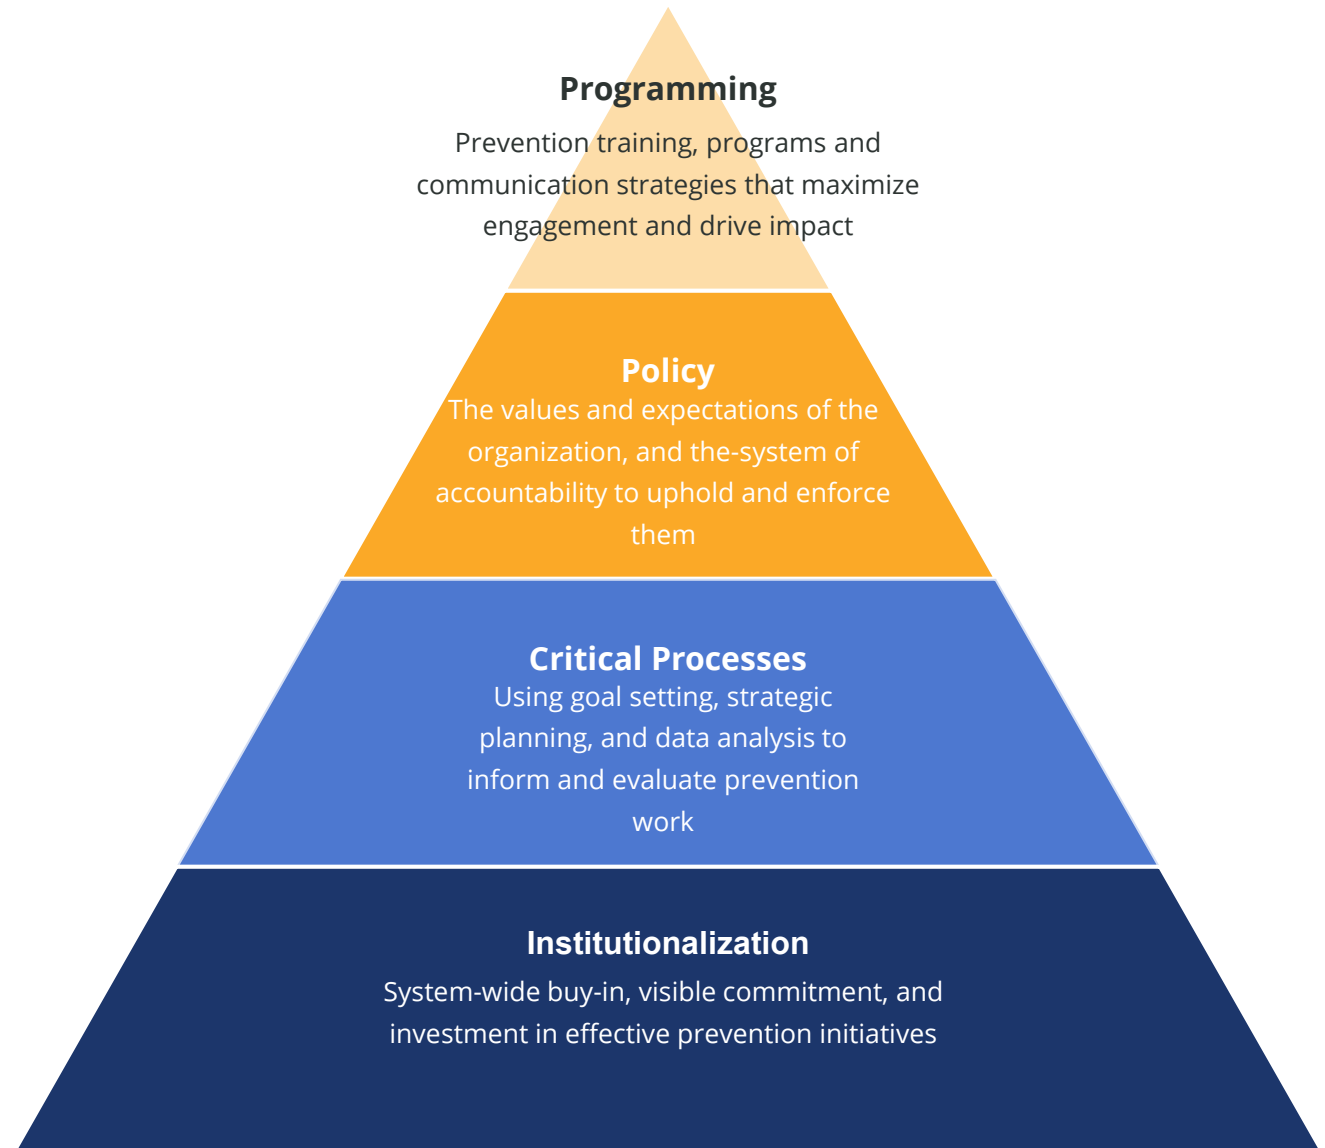 Programming
Prevention training, programs and
communication strategies that maximize
engagement and drive impact
Policy
The values and expectations of the
organization, and the-system of
accountability to uphold and enforce
them
Critical Processes
Using goal setting, strategic
planning, and data analysis to
inform and evaluate prevention
work
Institutionalization
System-wide buy-in, visible commitment, and
investment in effective prevention initiatives